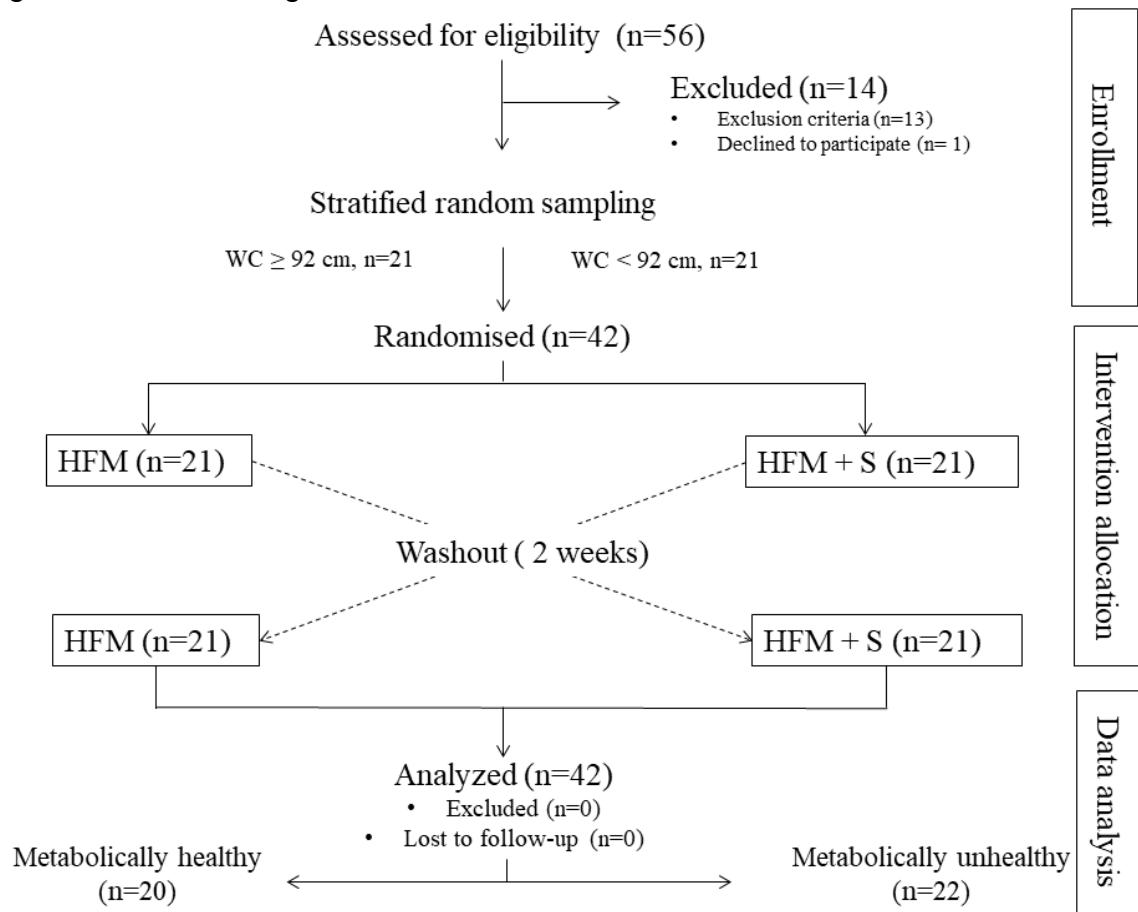 Assessed for eligibility (n=56)
Excluded (n=14)
• Exclusion criteria (n=13)
• Declined to participate (n= 1)
Enrollment
Stratified random sampling
WC ≥ 92 cm, n=21
WC < 92 cm, n=21
Randomised (n=42)
Intervention allocation
HFM (n=21)
HFM + S (n=21)
Washout ( 2 weeks)
HFM (n=21)
HFM + S (n=21)
Data analysis
Analyzed (n=42)
• Excluded (n=0)
• Lost to follow-up (n=0)
Metabolically healthy
(n=20)
Metabolically unhealthy
(n=22)